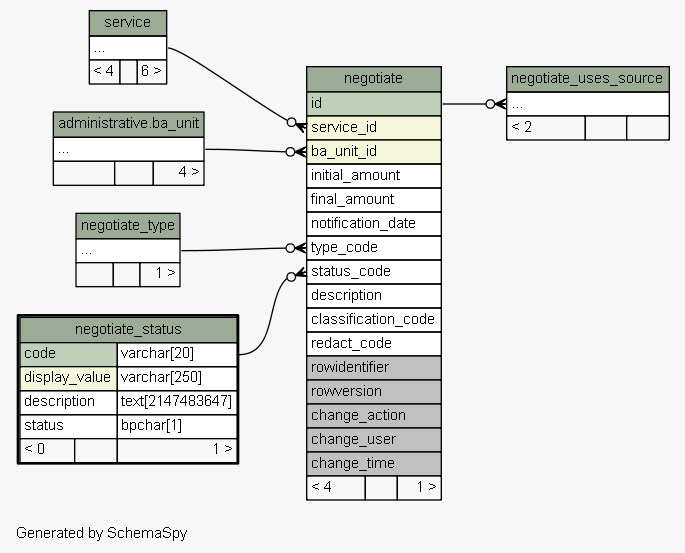 service
...
< 4 6 >
administrative.ba_unit
...
4 >
negotiate_type
...
1 >
negotiate_status
code varchar[20]
display_value varchar[250]
description text[2147483647]
status bpchar[1]
< 0 1 >
negotiate
id
service_id
ba_unit_id
initial_amount
final_amount
notification_date
type_code
status_code
description
classification_code
redact_code
rowidentifier
rowversion
change_action
change_user
change_time
< 4 1 >
negotiate_uses_source
...
< 2
Generated by SchemaSpy